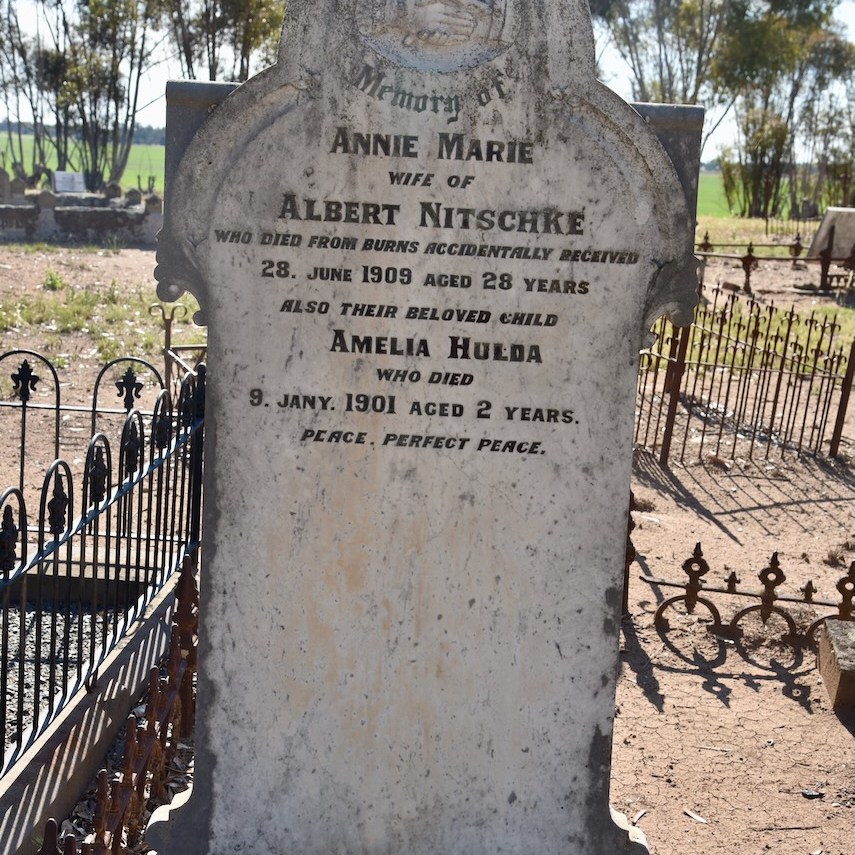 Memory of
ANNIE MARIE
WIFE OF
ALBERT NITSCHKE
WHO DIED FROM BURNS ACCIDENTALLY RECEIVED
28. JUNE 1909 AGED 28 YEARS
ALSO THEIR BELOVED CHILD
AMELIA HULDA
WHO DIED
9. JANY. 1901 AGED 2 YEARS.
PEACE. PERFECT PEACE.